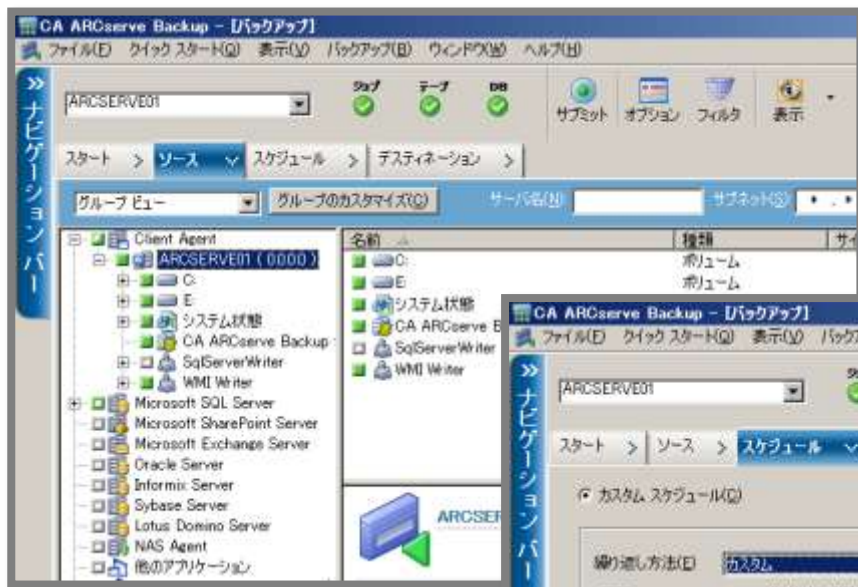 CA ARCserve Backup - [バックアップ]
ファイル(F) クイック スタート(Q) 表示(V) バックアップ(B) ウィンドウ(W) ヘルプ(H)
ARCSERVE01
ジョブ テープ DB
サブミット オプション フィルタ 表示
スタート > ソース スケジュール > デスティネーション >
グループ ビュー グループのカスタマイズ(G) サーバ名(N) サブネット(S)
ナビゲーション バー
Client Agent
ARCSERVE01 (0000)
C:
E:
システム状態
CA ARCserve Backup
SqlServerWriter
WMI Writer
Microsoft SQL Server
Microsoft SharePoint Server
Microsoft Exchange Server
Oracle Server
Informix Server
Sybase Server
Lotus Domino Server
NAS Agent
他のアプリケーション
名前 種類 サイ
C: ボリューム
E: ボリューム
システム状態
CA ARCserve B
SqlServerWriter
WMI Writer
ARCSER
CA ARCserve Backup - [バックアップ]
ファイル(F) クイック スタート(Q) 表示(V) バック
ARCSERVE01
スタート > ソース > スケジュール
ナビゲーション バー
カスタム スケジュール(C)
繰り返し方法(E) カスタム